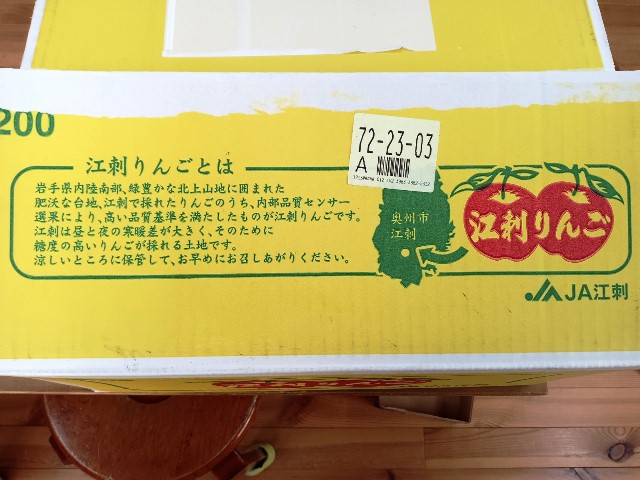 200
72-23-03
A
江刺りんごとは
岩手県内陸南部、緑豊かな北上山地に囲まれた
肥沃な台地、江刺で採れたりんごのうち、内部品質センサー
選果により、高い品質基準を満たしたものが江刺りんごです。
江刺は昼と夜の寒暖差が大きく、そのために
糖度の高いりんごが採れる土地です。
涼しいところに保管して、お早めにお召しあがりください。
奥州市
江刺
江刺りんご
JA江刺